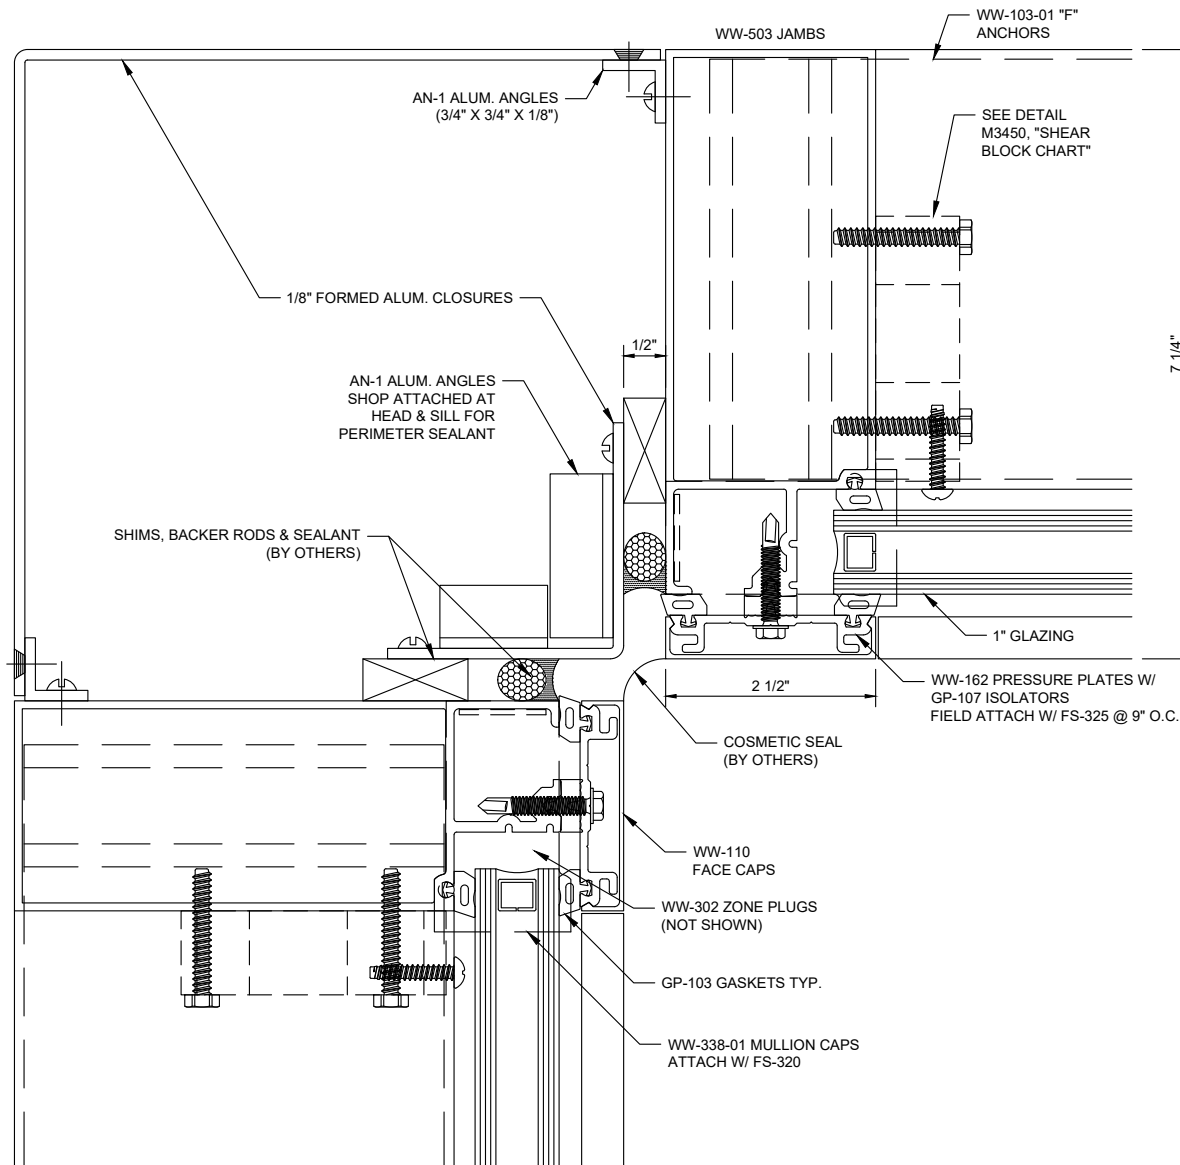 WW-103-01 "F"
ANCHORS
WW-503 JAMBS
AN-1 ALUM. ANGLES
(3/4" X 3/4" X 1/8")
SEE DETAIL
M3450, "SHEAR
BLOCK CHART"
1/8" FORMED ALUM. CLOSURES
1/2"
7 1/4"
AN-1 ALUM. ANGLES
SHOP ATTACHED AT
HEAD & SILL FOR
PERIMETER SEALANT
SHIMS, BACKER RODS & SEALANT
(BY OTHERS)
1" GLAZING
2 1/2"
WW-162 PRESSURE PLATES W/
GP-107 ISOLATORS
FIELD ATTACH W/ FS-325 @ 9" O.C.
COSMETIC SEAL
(BY OTHERS)
WW-110
FACE CAPS
WW-302 ZONE PLUGS
(NOT SHOWN)
GP-103 GASKETS TYP.
WW-338-01 MULLION CAPS
ATTACH W/ FS-320